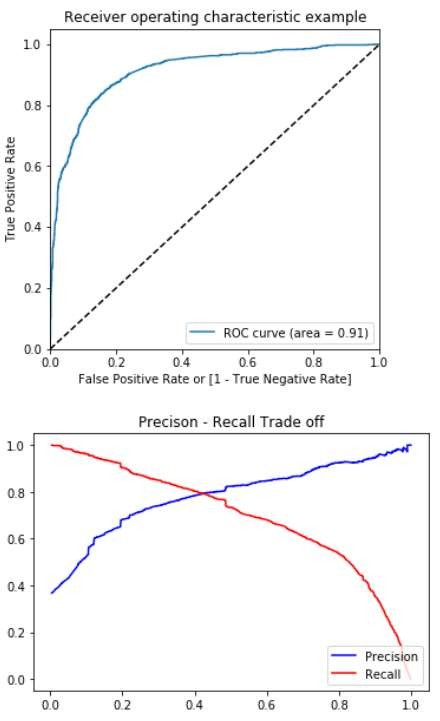 Receiver operating characteristic example
1.0
0.8
0.6
0.4
0.2
0.0
True Positive Rate
ROC curve (area = 0.91)
0.0 0.2 0.4 0.6 0.8 1.0
False Positive Rate or [1 - True Negative Rate]
Precison - Recall Trade off
1.0
0.8
0.6
0.4
0.2
0.0
Precision
Recall
0.0 0.2 0.4 0.6 0.8 1.0